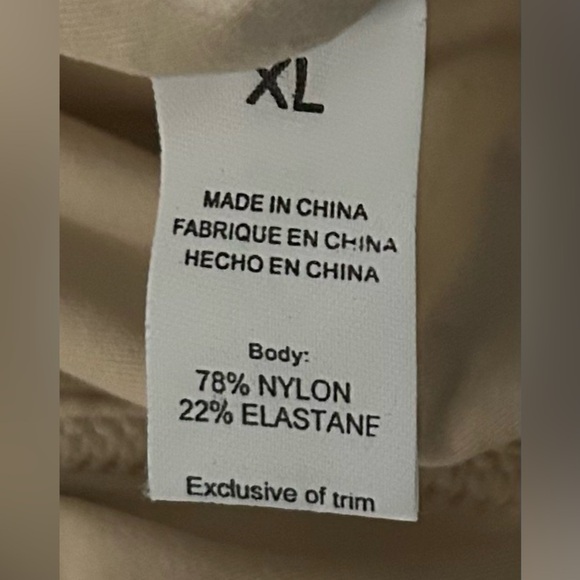 XL
MADE IN CHINA
FABRIQUE EN CHINA
HECHO EN CHINA
Body:
78% NYLON
22% ELASTANE
Exclusive of trim